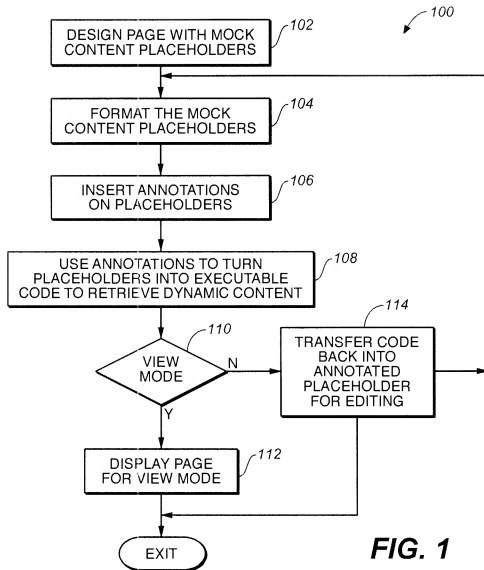 100
DESIGN PAGE WITH MOCK
CONTENT PLACEHOLDERS
102
FORMAT THE MOCK
CONTENT PLACEHOLDERS
104
INSERT ANNOTATIONS
ON PLACEHOLDERS
106
USE ANNOTATIONS TO TURN
PLACEHOLDERS INTO EXECUTABLE
CODE TO RETRIEVE DYNAMIC CONTENT
108
VIEW
MODE
110
N
Y
TRANSFER CODE
BACK INTO
ANNOTATED
PLACEHOLDER
FOR EDITING
114
DISPLAY PAGE
FOR VIEW MODE
112
EXIT
FIG. 1